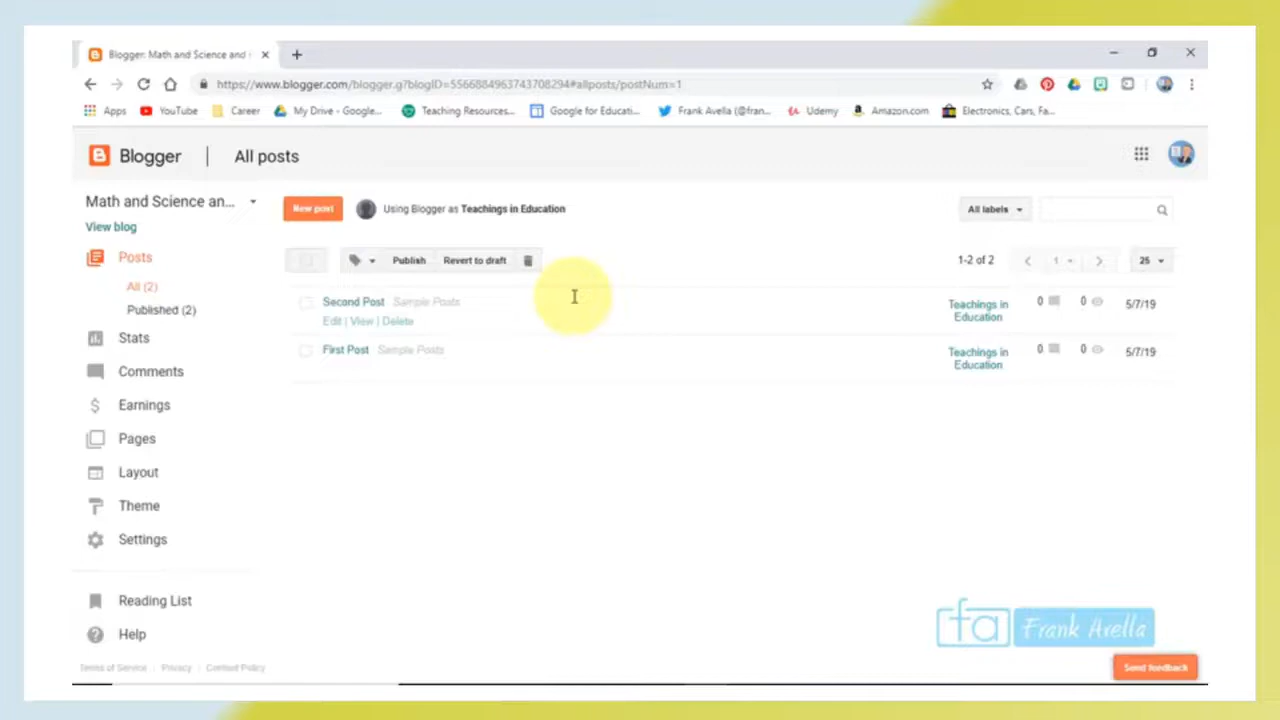 Blogger: Math and Science and
https://www.blogger.com/blogger.g?blogID=5566884963743708294#allposts/postNum=1
Apps YouTube Career My Drive - Google... Teaching Resources... Google for Educati... Frank Avella (@fran... Udemy Amazon.com Electronics, Cars, Fa...
Blogger | All posts
Math and Science an...
New post Using Blogger as Teachings in Education All labels
View blog
Posts
Publish Revert to draft 1-2 of 2 1 25
All (2)
Published (2)
Second Post Sample Posts Teachings in Education 0 0 5/7/19
Edit | View | Delete
First Post Sample Posts Teachings in Education 0 0 5/7/19
Stats
Comments
Earnings
Pages
Layout
Theme
Settings
Reading List
Help
fa Frank Avella
Terms of Service Privacy Content Policy
Send feedback